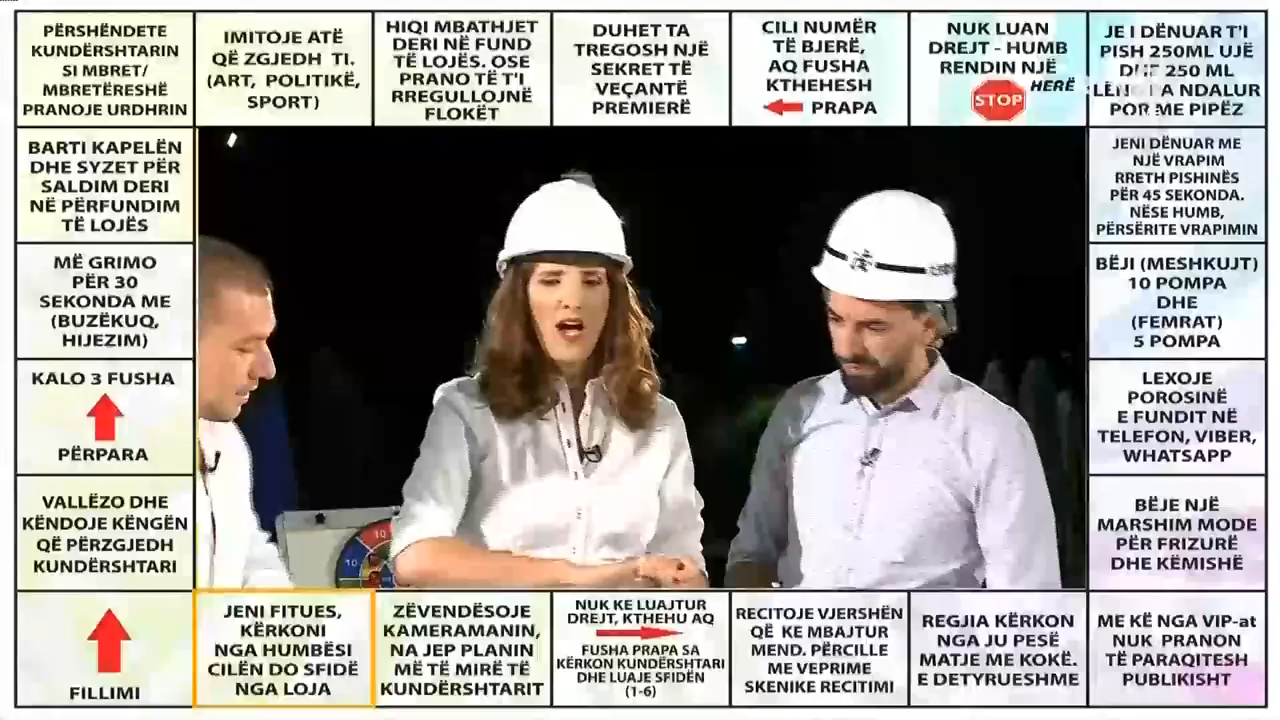 PËRSHËNDETE
KUNDËRSHTARIN
SI MBRET/
MBRETËRESHË
PRANOJE URDHRIN
IMITOJE ATË
QË ZGJEDH TI.
(ART, POLITIKË,
SPORT)
HIQI MBATHJET
DERI NË FUND
TË LOJËS. OSE
PRANO TË T'I
RREGULLOJNË
FLOKËT
DUHET TA
TREGOSH NJË
SEKRET TË
VEÇANTË
PREMIERË
CILI NUMËR
TË BJERË,
AQ FUSHA
KTHEHESH
PRAPA
NUK LUAN
DREJT - HUMB
RENDIN NJË
HERË
STOP
JE I DËNUAR T'I
PISH 250ML UJË
DHE 250 ML
LËNG PA NDALUR
POR ME PIPËZ
BARTI KAPELËN
DHE SYZET PËR
SALDIM DERI
NË PËRFUNDIM
TË LOJËS
JENI DËNUAR ME
NJË VRAPIM
RRETH PISHINËS
PËR 45 SEKONDA.
NËSE HUMB,
PËRSËRITE VRAPIMIN
MË GRIMO
PËR 30
SEKONDA ME
(BUZËKUQ,
HIJEZIM)
BËJI (MESHKUJT)
10 POMPA
DHE
(FEMRAT)
5 POMPA
KALO 3 FUSHA
PËRPARA
LEXOJE
POROSINË
E FUNDIT NË
TELEFON, VIBER,
WHATSAPP
VALLËZO DHE
KËNDOJE KËNGËN
QË PËRZGJEDH
KUNDËRSHTARI
10
10
BËJE NJË
MARSHIM MODE
PËR FRIZURË
DHE KËMISHË
FILLIMI
JENI FITUES,
KËRKONI
NGA HUMBËSI
CILËN DO SFIDË
NGA LOJA
ZËVENDËSOJE
KAMERAMANIN,
NA JEP PLANIN
MË TË MIRË TË
KUNDËRSHTARIT
NUK KE LUAJTUR
DREJT, KTHEHU AQ
FUSHA PRAPA SA
KËRKON KUNDËRSHTARI
DHE LUAJE SFIDËN
(1-6)
RECITOJE VJERSHËN
QË KE MBAJTUR
MEND. PËRCILLE
ME VEPRIME
SKENIKE RECITIMI
REGJIA KËRKON
NGA JU PESË
MATJE ME KOKË.
E DETYRUESHME
ME KË NGA VIP-at
NUK PRANON
TË PARAQITESH
PUBLIKISHT